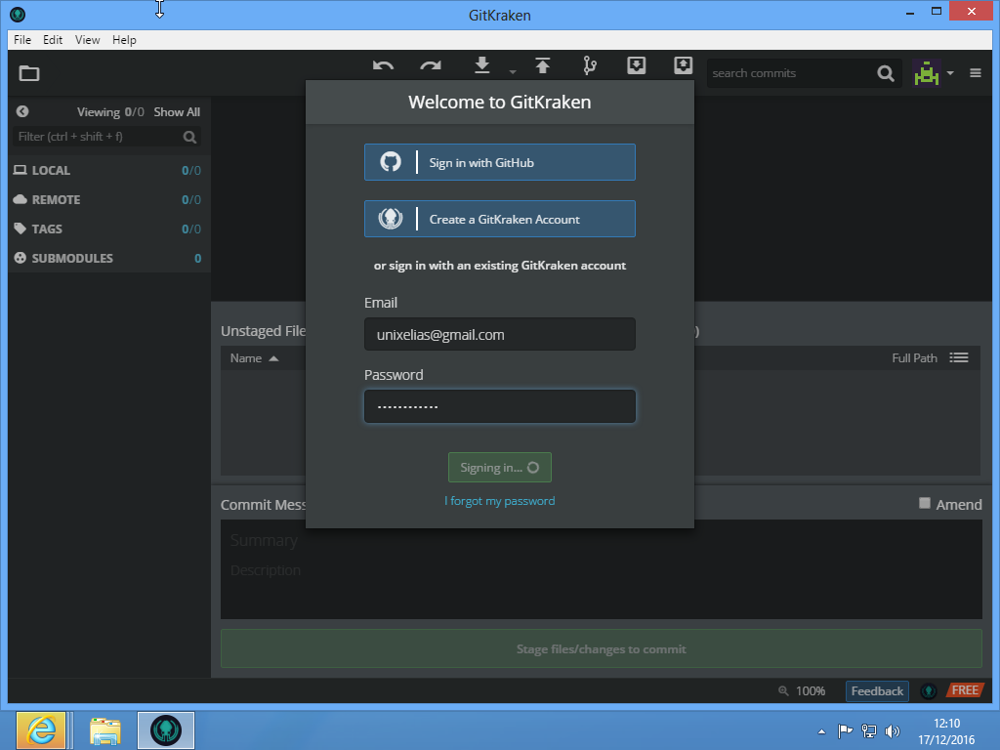 GitKraken
File Edit View Help
search commits
Viewing 0/0 Show All
Filter (ctrl + shift + f)
LOCAL 0/0
REMOTE 0/0
TAGS 0/0
SUBMODULES 0
Welcome to GitKraken
Sign in with GitHub
Create a GitKraken Account
or sign in with an existing GitKraken account
Email
unixelias@gmail.com
Password
Signing in...
I forgot my password
Unstaged File
)
Name
Full Path
Commit Mess
Amend
Summary
Description
Stage files/changes to commit
100%
Feedback
FREE
12:10
17/12/2016